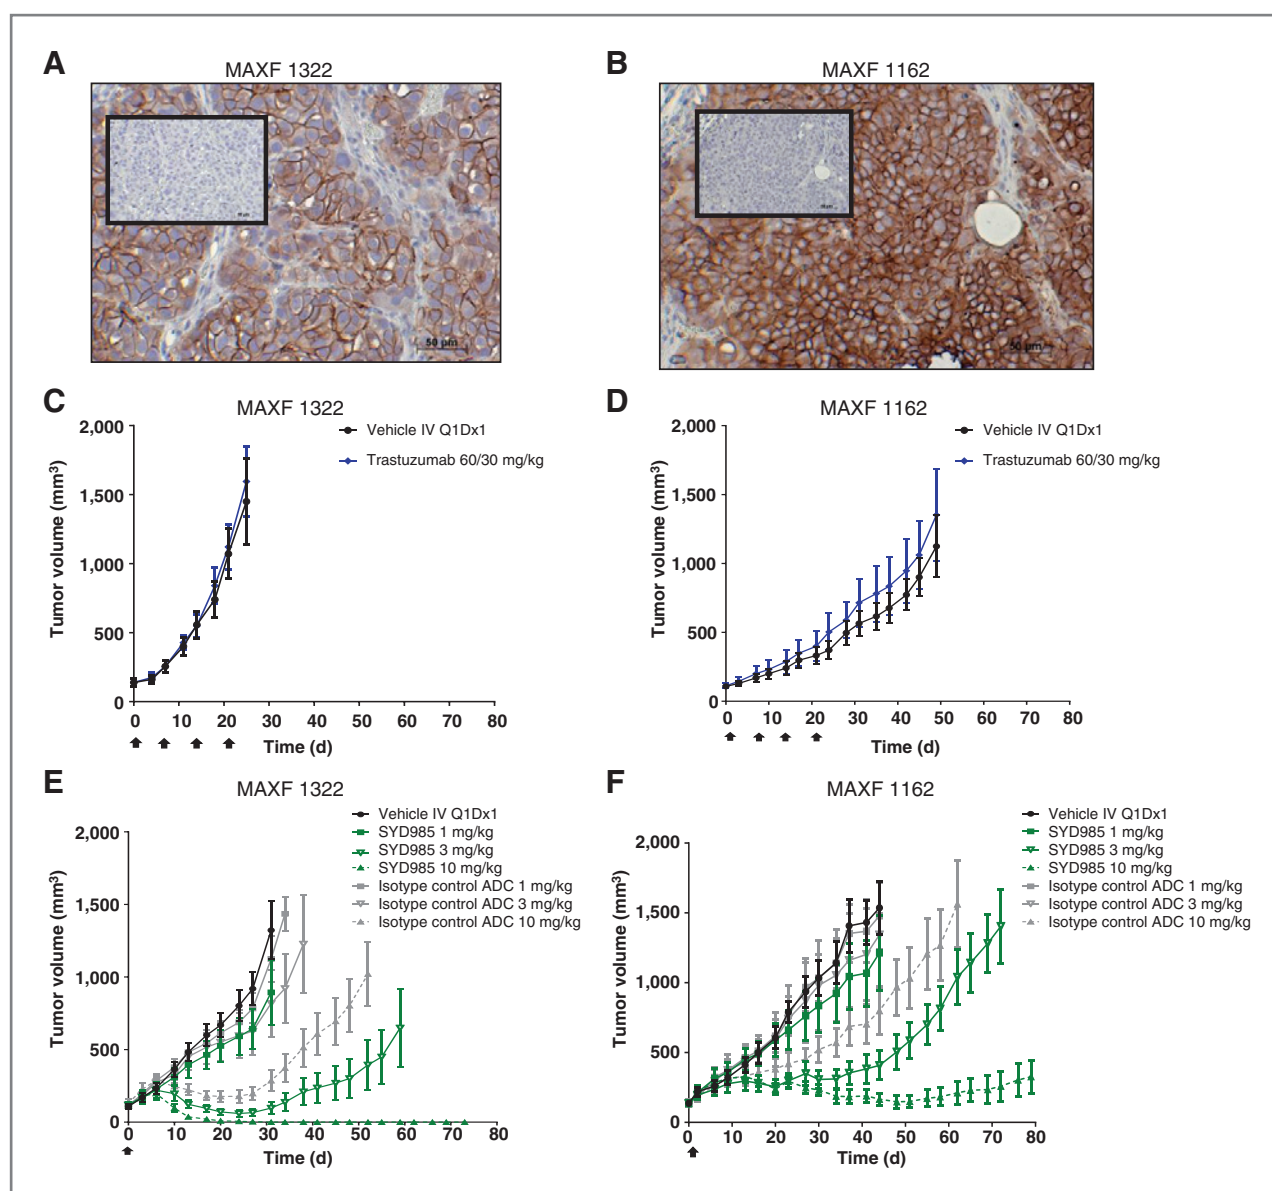 A
MAXF 1322
50 µm
B
MAXF 1162
50 µm
C
MAXF 1322
2,000
1,500
1,000
500
0
Tumor volume (mm³)
Vehicle IV Q1Dx1
Trastuzumab 60/30 mg/kg
0 10 20 30 40 50 60 70 80
Time (d)
D
MAXF 1162
2,000
1,500
1,000
500
0
Tumor volume (mm³)
Vehicle IV Q1Dx1
Trastuzumab 60/30 mg/kg
0 10 20 30 40 50 60 70 80
Time (d)
E
MAXF 1322
2,000
1,500
1,000
500
0
Tumor volume (mm³)
Vehicle IV Q1Dx1
SYD985 1 mg/kg
SYD985 3 mg/kg
SYD985 10 mg/kg
Isotype control ADC 1 mg/kg
Isotype control ADC 3 mg/kg
Isotype control ADC 10 mg/kg
0 10 20 30 40 50 60 70 80
Time (d)
F
MAXF 1162
2,000
1,500
1,000
500
0
Tumor volume (mm³)
Vehicle IV Q1Dx1
SYD985 1 mg/kg
SYD985 3 mg/kg
SYD985 10 mg/kg
Isotype control ADC 1 mg/kg
Isotype control ADC 3 mg/kg
Isotype control ADC 10 mg/kg
0 10 20 30 40 50 60 70 80
Time (d)